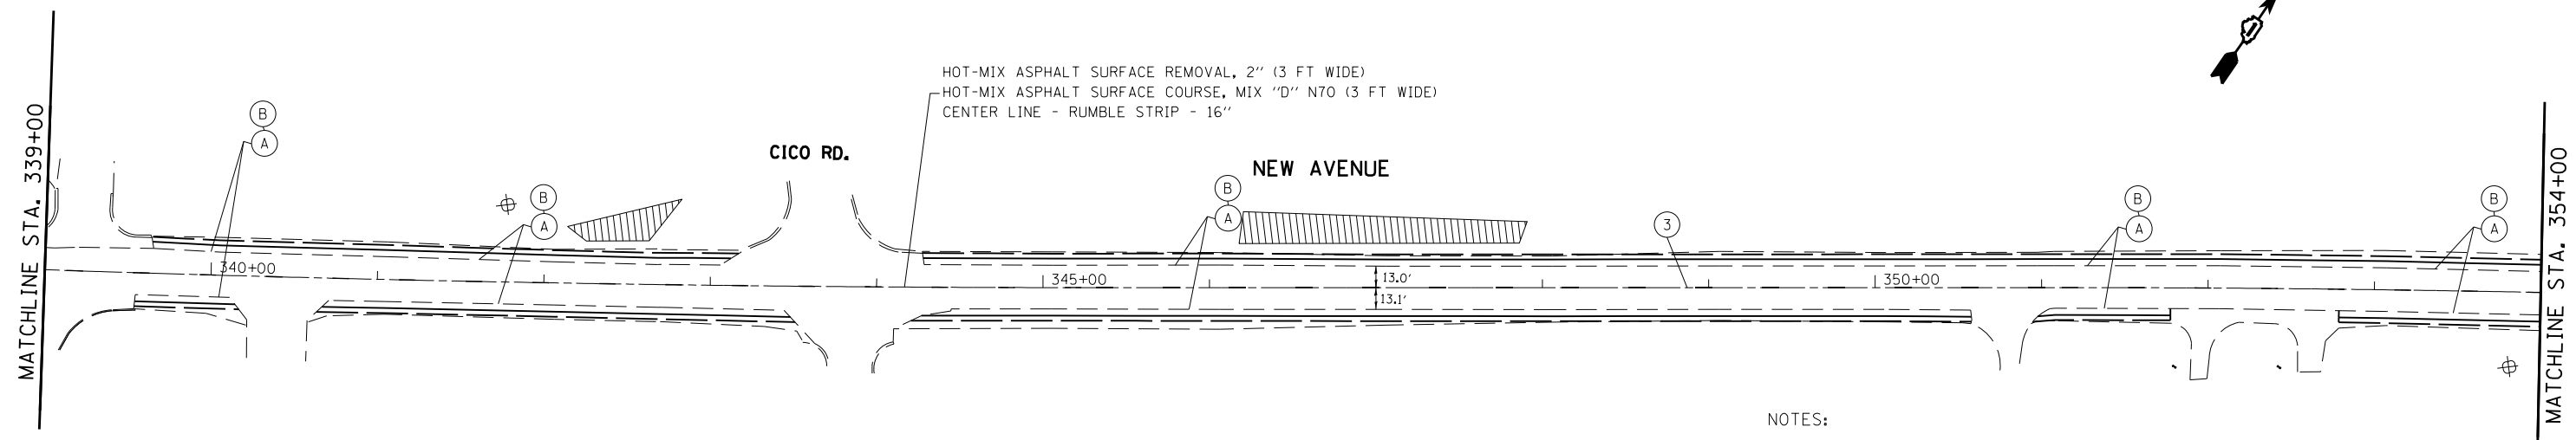 HOT-MIX ASPHALT SURFACE REMOVAL, 2" (3 FT WIDE)
HOT-MIX ASPHALT SURFACE COURSE, MIX "D" N70 (3 FT WIDE)
CENTER LINE - RUMBLE STRIP - 16"
MATCHLINE STA. 339+00
B
A
B
A
CICO RD.
NEW AVENUE
B
A
3
B
A
B
A
340+00
345+00
350+00
13.0'
13.1'
MATCHLINE STA. 354+00
NOTES: